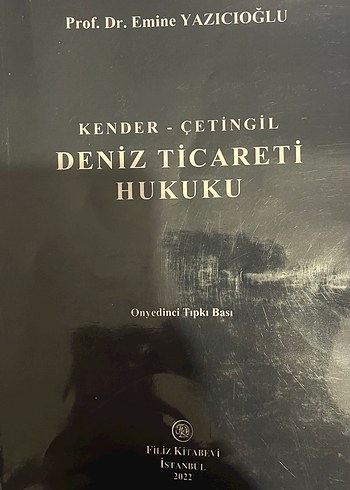 Prof. Dr. Emine YAZICIOĞLU
KENDER - ÇETİNGİL
DENİZ TİCARETİ
HUKUKU
Onyedinci Tıpkı Bası
FİLİZ KİTABEVİ
İSTANBUL
2022